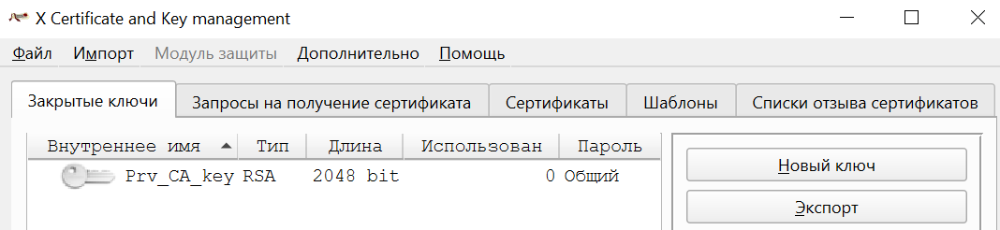 X Certificate and Key management
Файл Импорт Модуль защиты Дополнительно Помощь
Закрытые ключи Запросы на получение сертификата Сертификаты Шаблоны Списки отзыва сертификатов
Внутреннее имя Тип Длина Использован Пароль
Prv_CA_key RSA 2048 bit 0 Общий
Новый ключ
Экспорт